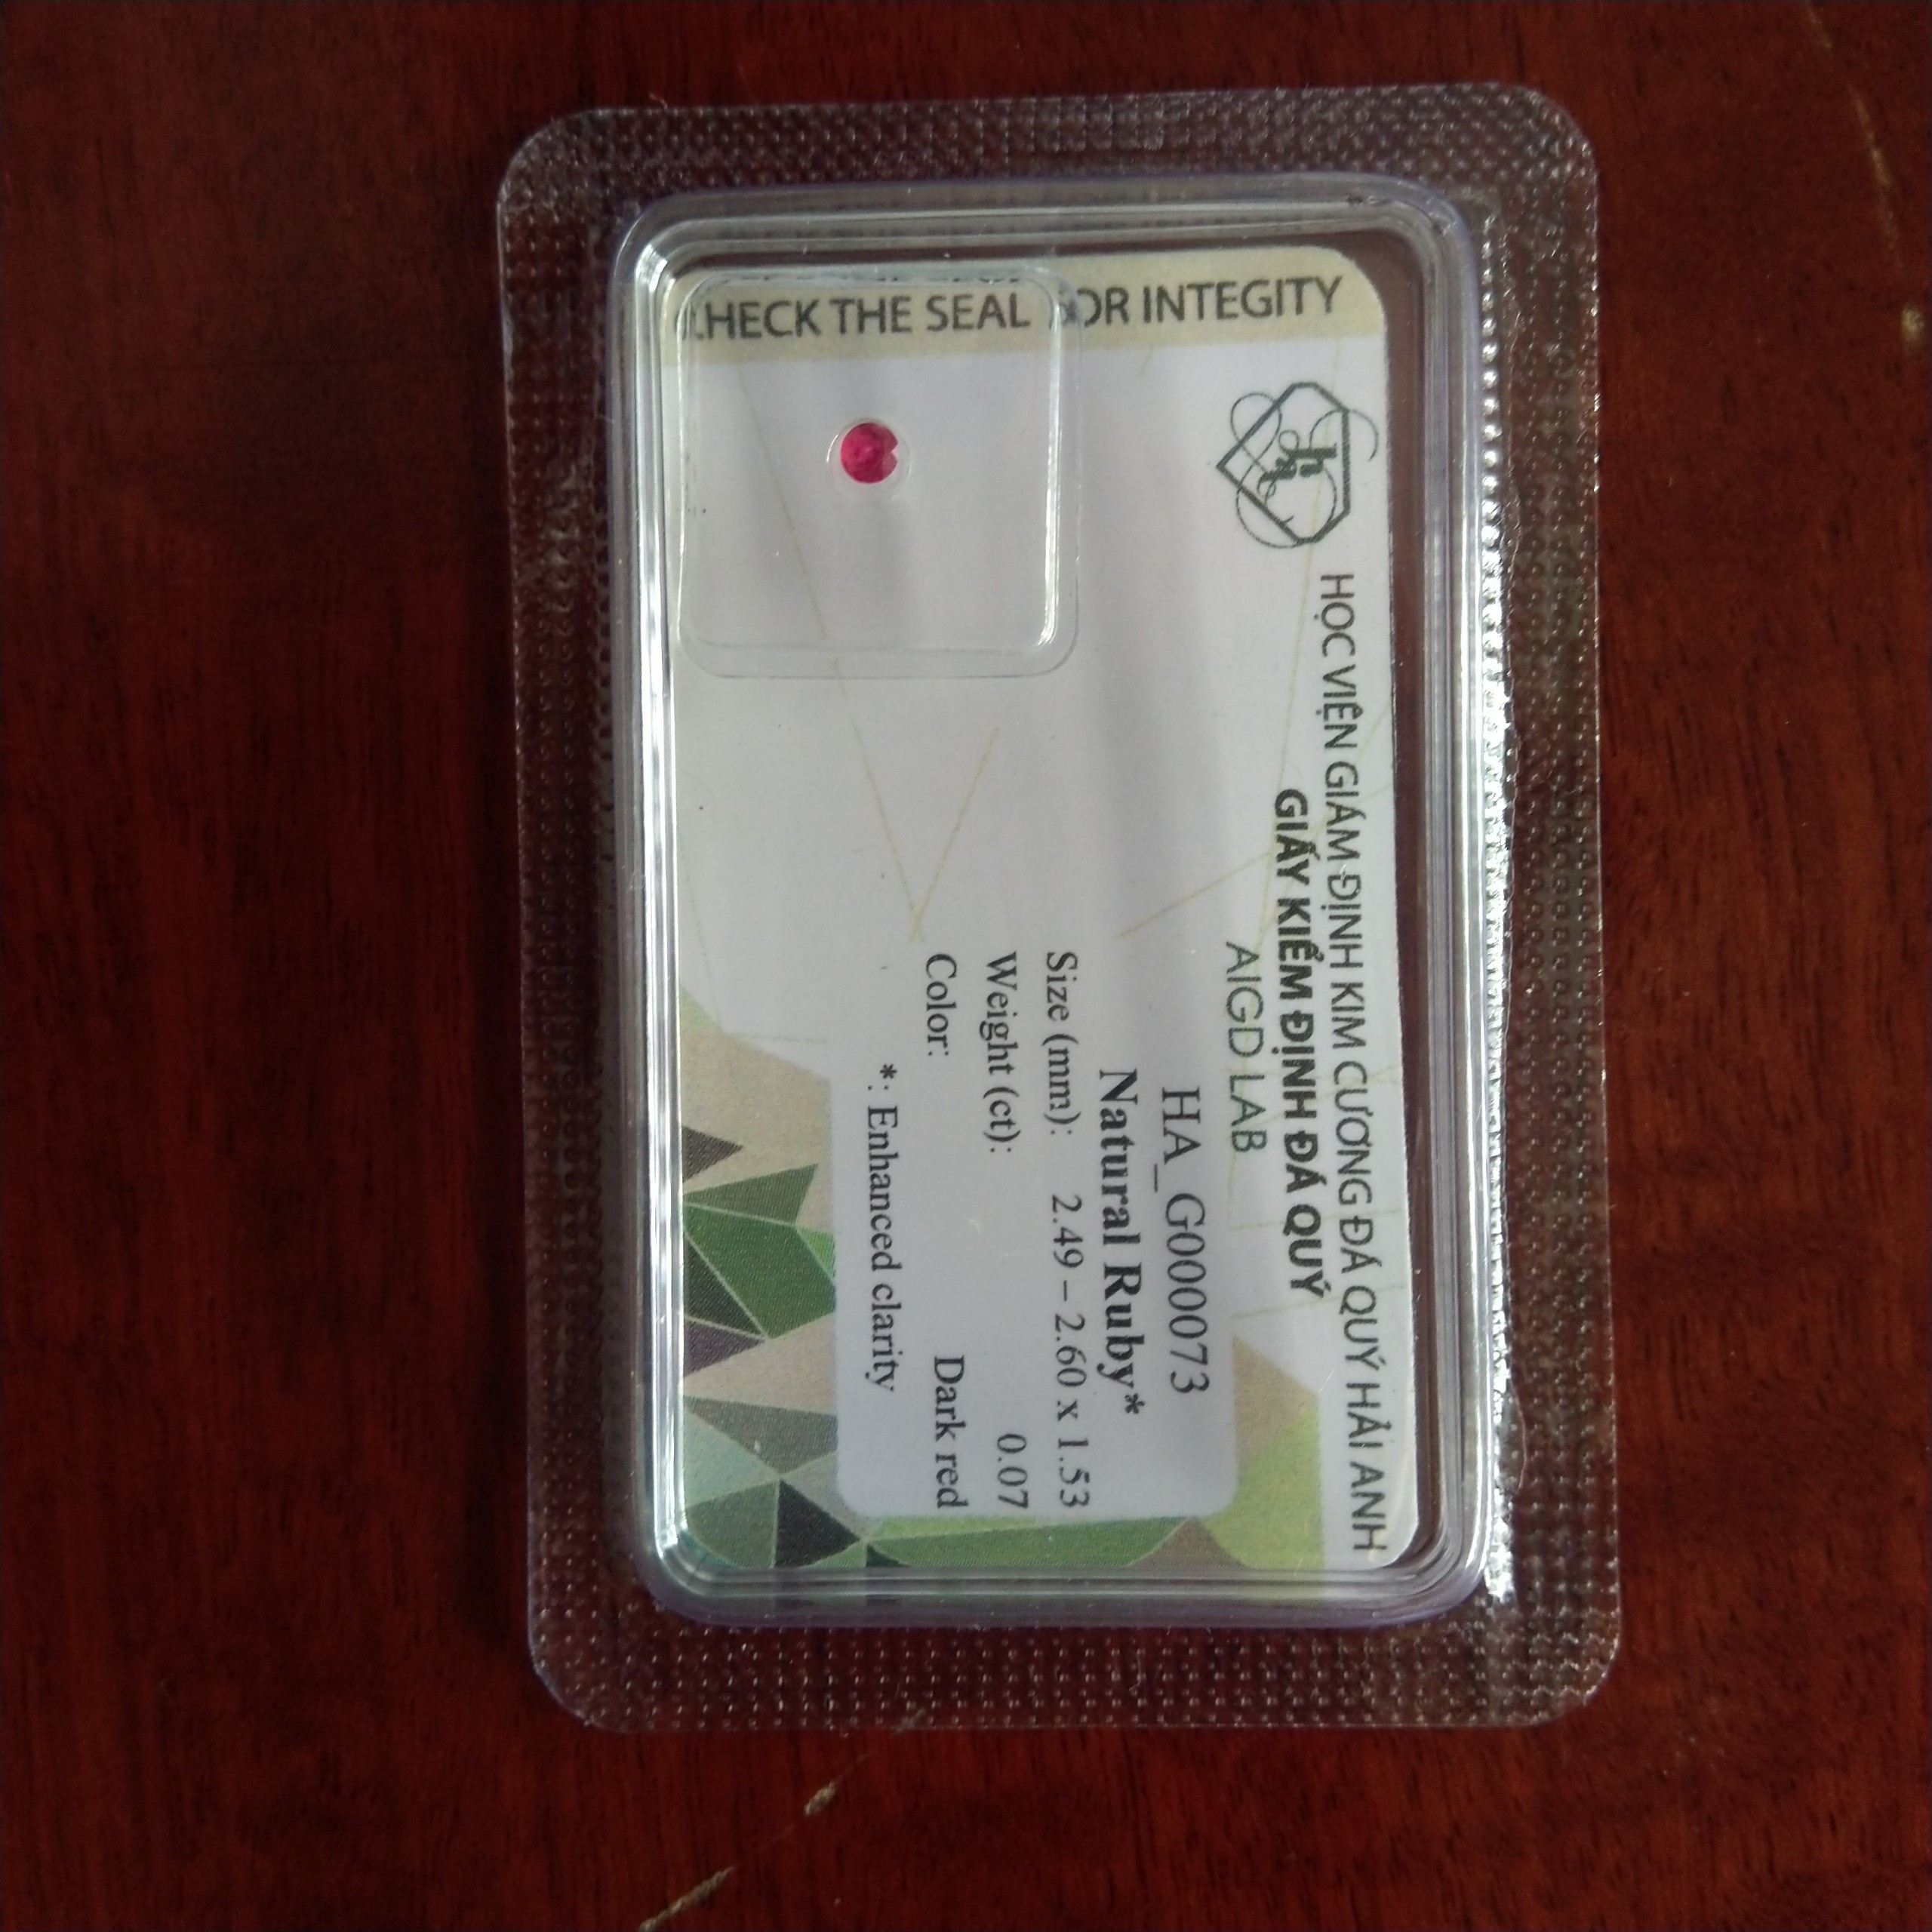 CHECK THE SEAL FOR INTEGITY
HỌC VIỆN GIÁM ĐỊNH KIM CƯƠNG ĐÁ QUÝ HẢI ANH
GIẤY KIỂM ĐỊNH ĐÁ QUÝ
AIGD LAB
HA_G000073
Natural Ruby*
Size (mm): 2.49 – 2.60 x 1.53
Weight (ct): 0.07
Color: Dark red
*: Enhanced clarity